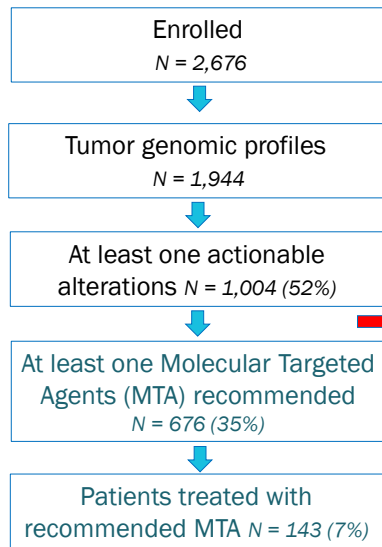 Enrolled
N = 2,676
Tumor genomic profiles
N = 1,944
At least one actionable
alterations N = 1,004 (52%)
At least one Molecular Targeted
Agents (MTA) recommended
N = 676 (35%)
Patients treated with
recommended MTA N = 143 (7%)